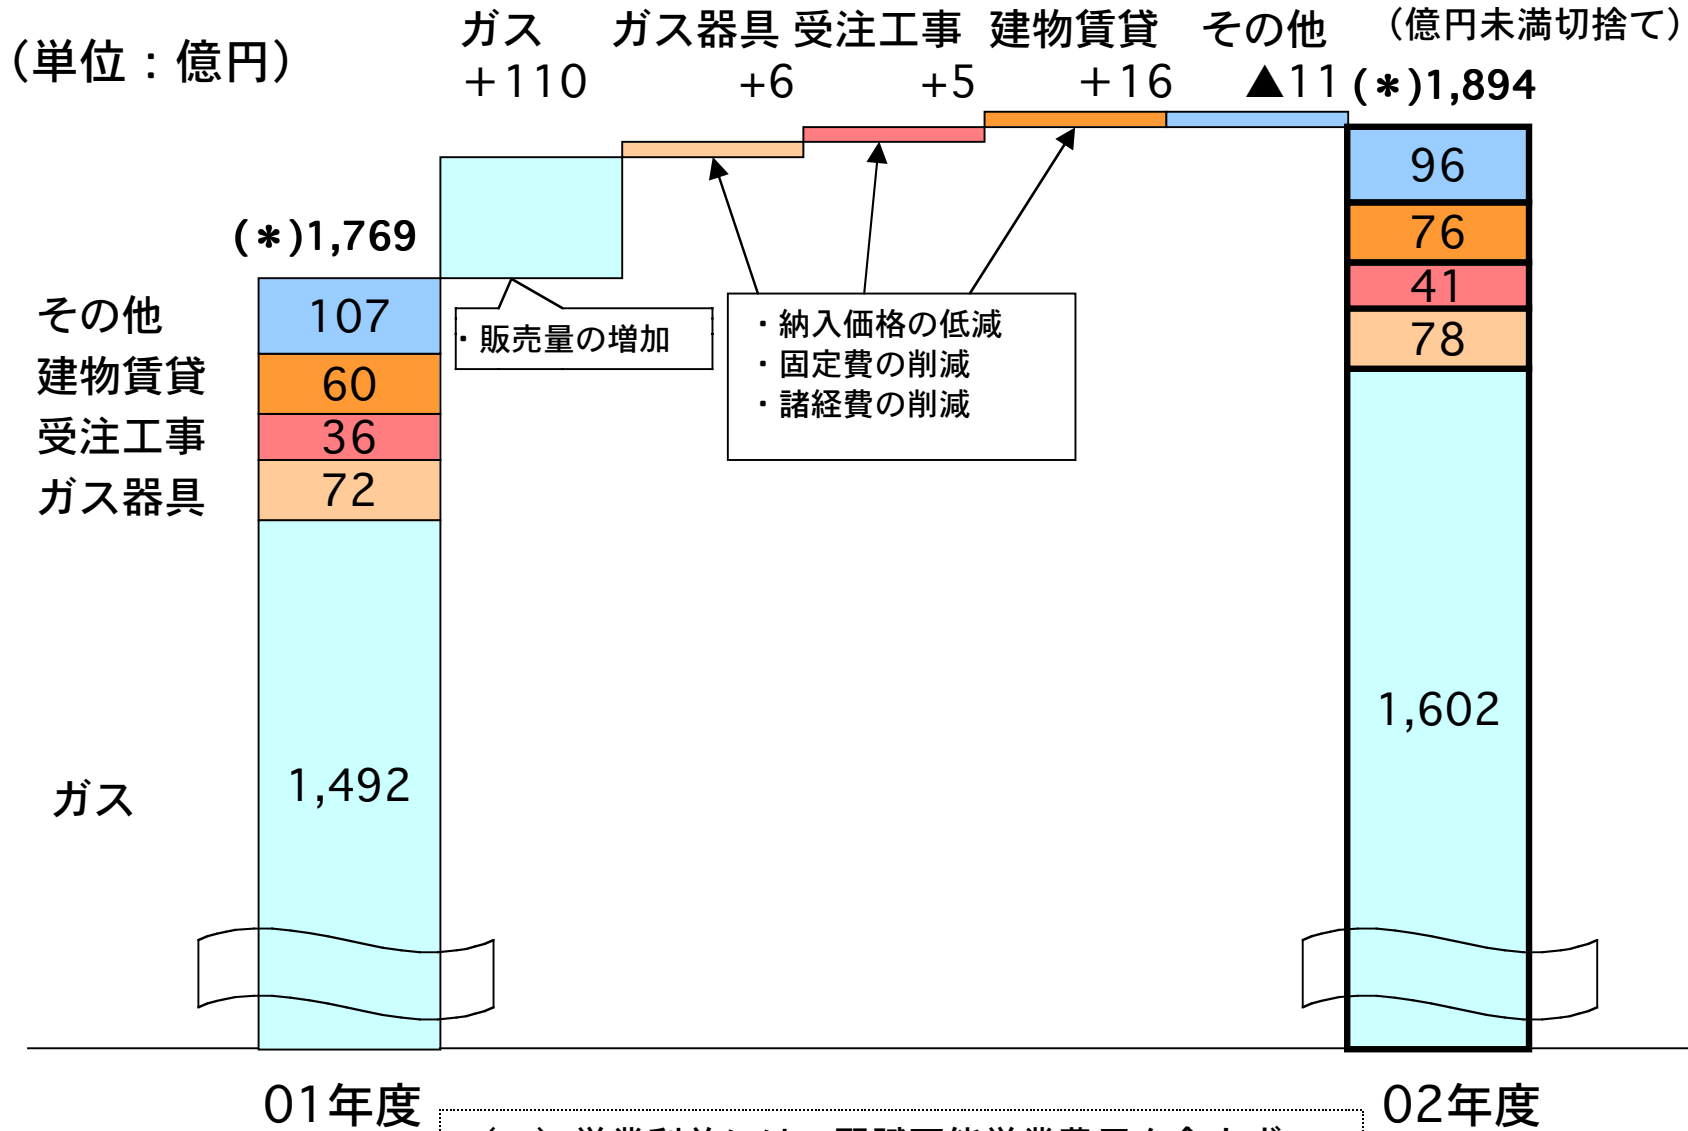 (単位：億円)
ガス ガス器具 受注工事 建物賃貸 その他 (億円未満切捨て)
+110 +6 +5 +16 ▲11 (*)1,894
(*)1,769
その他 107
建物賃貸 60
受注工事 36
ガス器具 72
ガス 1,492
・販売量の増加
・納入価格の低減
・固定費の削減
・諸経費の削減
96
76
41
78
1,602
01年度
02年度